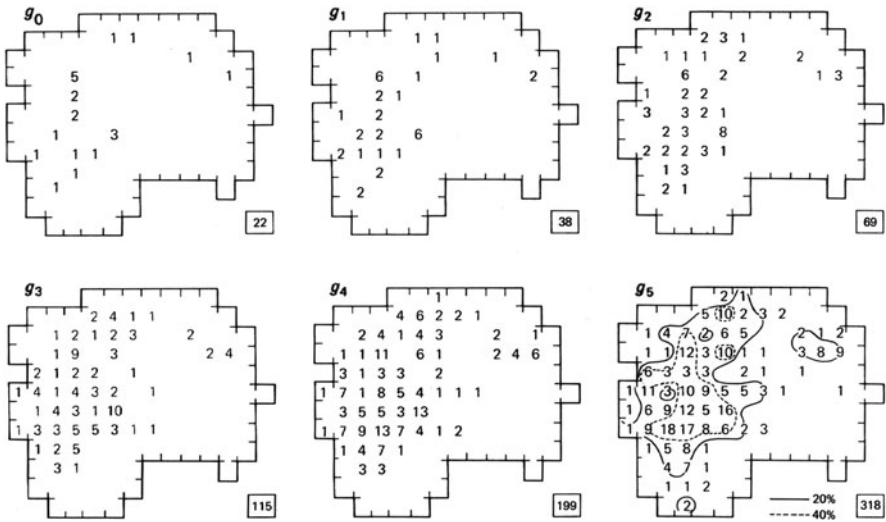 g0
1 1
1
5 1
2
2
1 3
1 1 1
1
1
22
g1
1 1
1 1
6 1 2
2 1
1 2
2 2 6
2 1 1 1
2
2
38
g2
2 3 1
1 1 1 2 2
6 2 1 3
1 2 2
3 3 2 1
2 3 8
2 2 2 3 1
1 3
2 1
69
g3
2 4 1 1
1 2 1 2 3 2
1 9 3 2 4
2 1 2 2 1
1 4 1 4 3 2 1
1 4 3 1 10
1 3 3 5 5 3 1 1
1 2 5
3 1
115
g4
1
4 6 2 2 1
2 4 1 4 3 2 1
1 1 11 6 1 2 4 6
3 1 3 3 2
1 7 1 8 5 4 1 1 1
3 5 5 3 13
1 7 9 13 7 4 1 2
1 4 7 1
3 3
199
g5
2 1
5 10 2 3 2
1 4 7 2 6 5 2 1 2
1 1 12 3 10 1 1 3 8 9
6 3 3 3 2 1 1
1 11 3 10 9 5 5 3 1 1
1 6 9 12 5 16
1 9 18 17 8 6 2 3
1 5 8 1
4 1
1 1 2
2
20%
40%
318